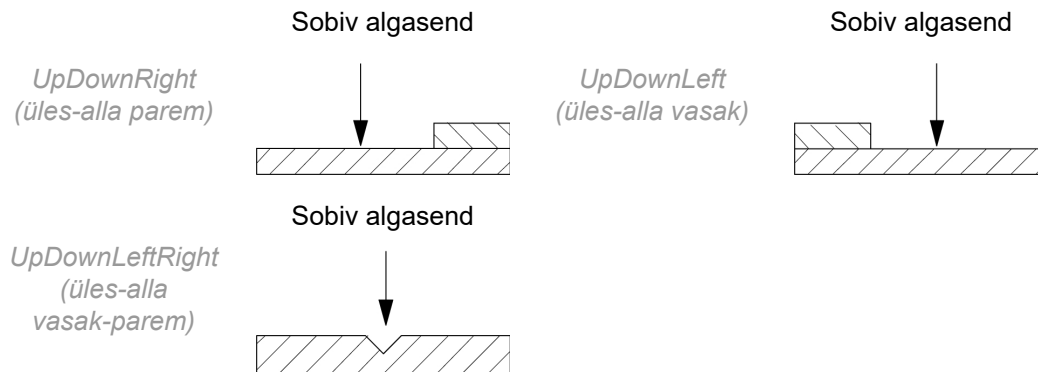 Sobiv algasend
UpDownRight
(üles-alla parem)
Sobiv algasend
UpDownLeft
(üles-alla vasak)
Sobiv algasend
UpDownLeftRight
(üles-alla
vasak-parem)